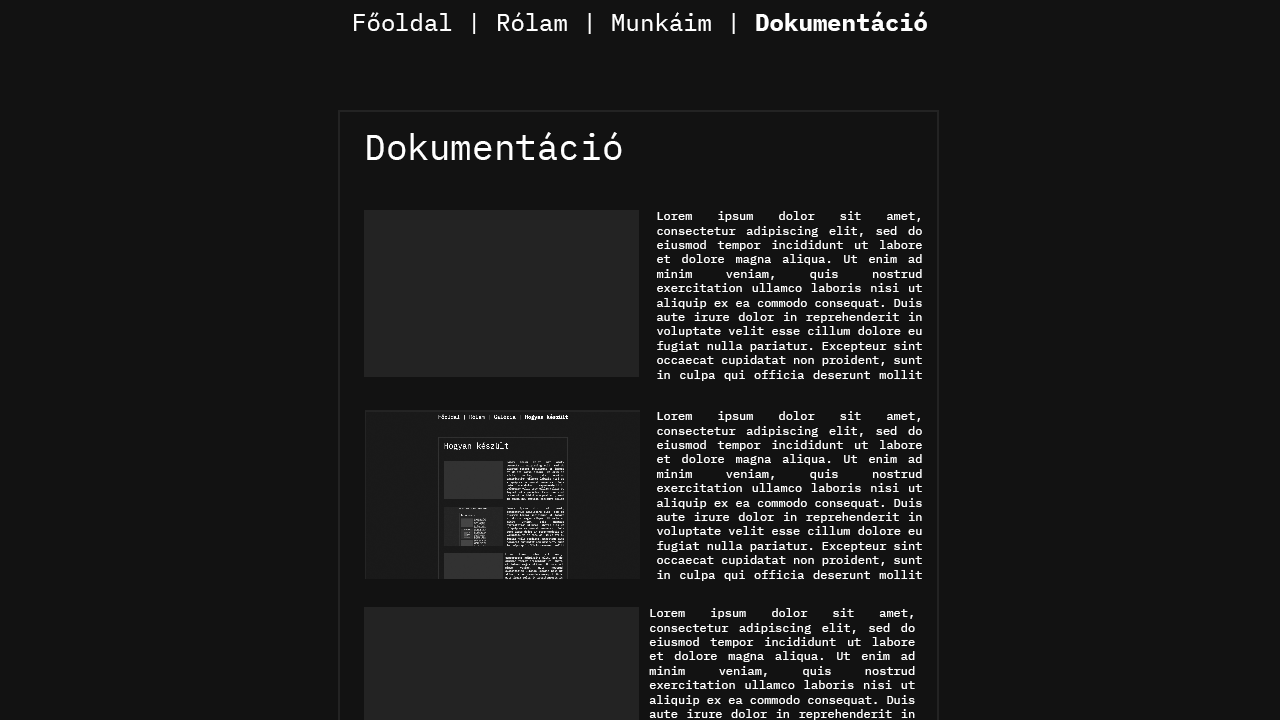 Főoldal | Rólam | Munkáim | Dokumentáció
Dokumentáció
Lorem ipsum dolor sit amet,
consectetur adipiscing elit, sed do
eiusmod tempor incididunt ut labore
et dolore magna aliqua. Ut enim ad
minim veniam, quis nostrud
exercitation ullamco laboris nisi ut
aliquip ex ea commodo consequat. Duis
aute irure dolor in reprehenderit in
voluptate velit esse cillum dolore eu
fugiat nulla pariatur. Excepteur sint
occaecat cupidatat non proident, sunt
in culpa qui officia deserunt mollit
Főoldal | Rólam | Galéria | Hogyan készült
Hogyan készült
Lorem ipsum dolor sit amet,
consectetur adipiscing elit, sed do
eiusmod tempor incididunt ut labore
et dolore magna aliqua. Ut enim ad
minim veniam, quis nostrud
exercitation ullamco laboris nisi ut
aliquip ex ea commodo consequat. Duis
aute irure dolor in reprehenderit in
voluptate velit esse cillum dolore eu
fugiat nulla pariatur. Excepteur sint
occaecat cupidatat non proident, sunt
in culpa qui officia deserunt mollit
Lorem ipsum dolor sit amet,
consectetur adipiscing elit, sed do
eiusmod tempor incididunt ut labore
et dolore magna aliqua. Ut enim ad
minim veniam, quis nostrud
exercitation ullamco laboris nisi ut
aliquip ex ea commodo consequat. Duis
aute irure dolor in reprehenderit in